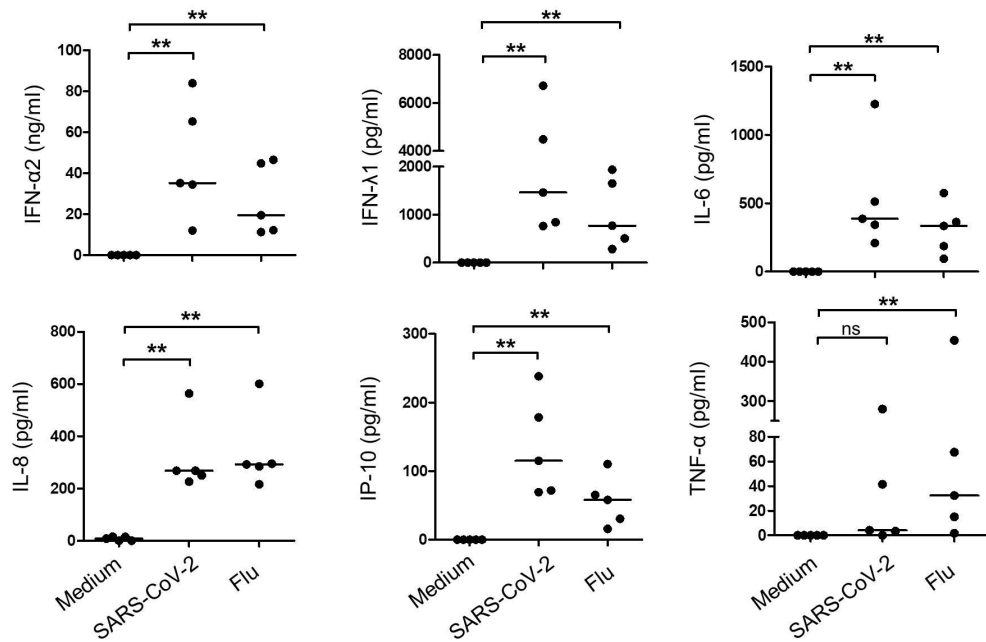 **
**
100
80
60
40
20
0
IFN-α2 (ng/ml)
**
**
8000
6000
4000
2000
1000
0
IFN-λ1 (pg/ml)
**
**
1500
1000
500
0
IL-6 (pg/ml)
**
**
800
600
400
200
0
IL-8 (pg/ml)
Medium
SARS-CoV-2
Flu
**
**
300
200
100
0
IP-10 (pg/ml)
Medium
SARS-CoV-2
Flu
**
ns
500
400
300
200
80
60
40
20
0
TNF-α (pg/ml)
Medium
SARS-CoV-2
Flu